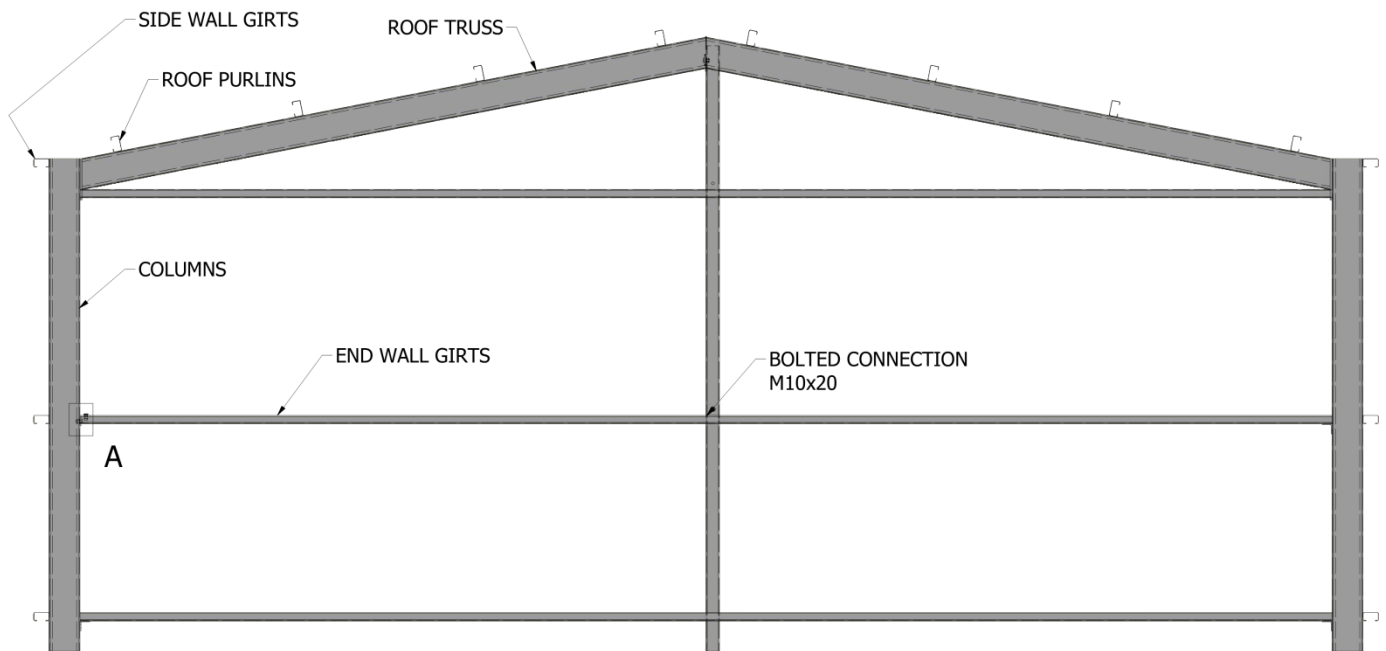 SIDE WALL GIRTS
ROOF TRUSS
ROOF PURLINS
COLUMNS
END WALL GIRTS
BOLTED CONNECTION
M10x20
A